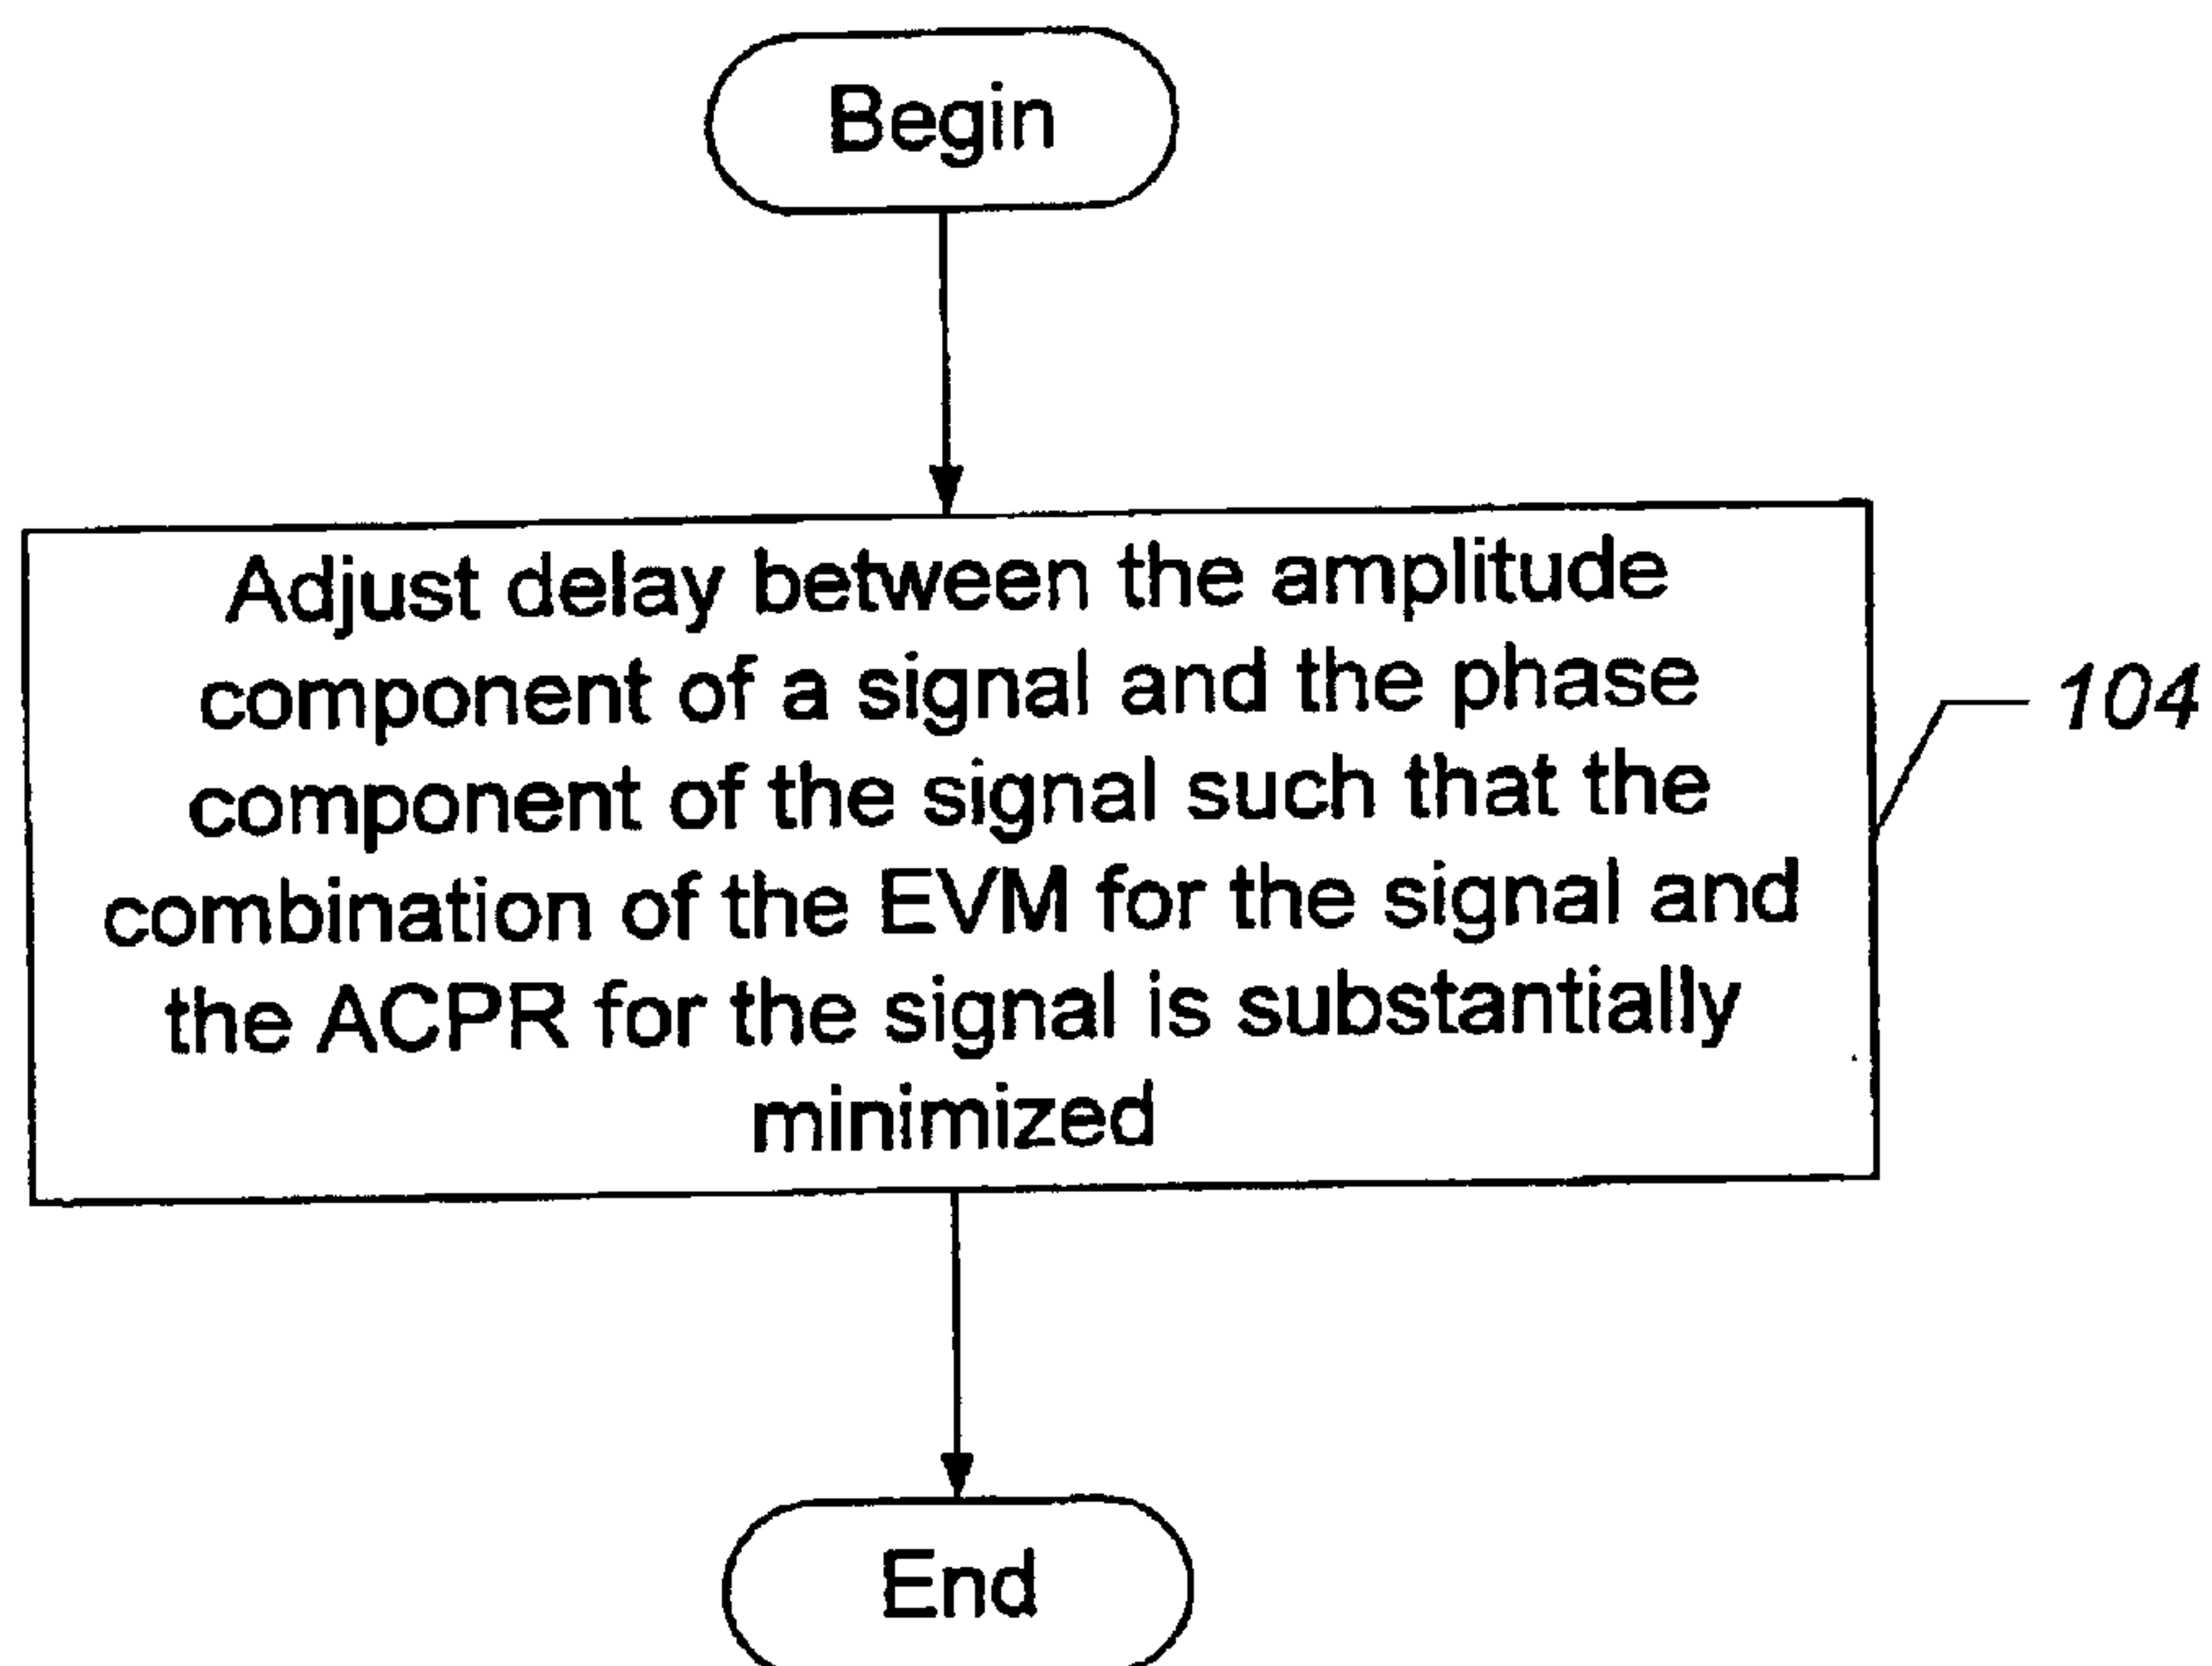 Begin
Adjust delay between the amplitude
component of a signal and the phase
component of the signal such that the
combination of the EVM for the signal and
the ACPR for the signal is substantially
minimized
104
End